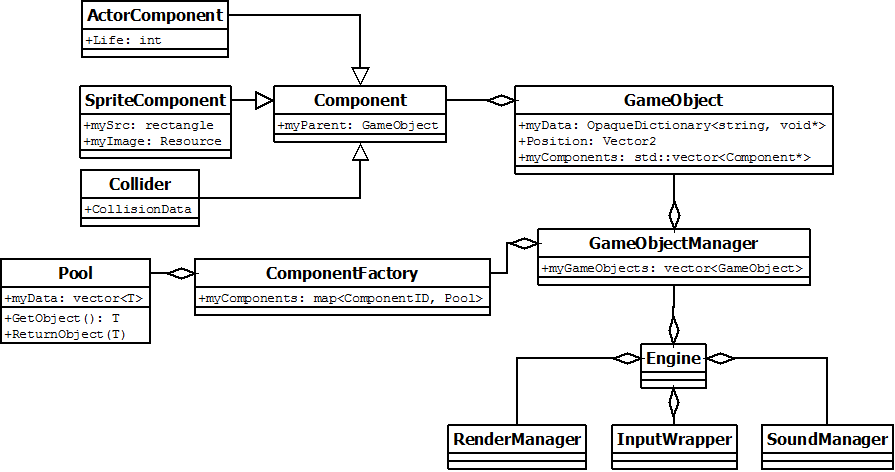 ActorComponent
+Life: int
SpriteComponent
+mySrc: rectangle
+myImage: Resource
Component
+myParent: GameObject
GameObject
+myData: OpaqueDictionary<string, void*>
+Position: Vector2
+myComponents: std::vector<Component*>
Collider
+CollisionData
GameObjectManager
+myGameObjects: vector<GameObject>
Pool
+myData: vector<T>
+GetObject(): T
+ReturnObject(T)
ComponentFactory
+myComponents: map<ComponentID, Pool>
Engine
RenderManager
InputWrapper
SoundManager